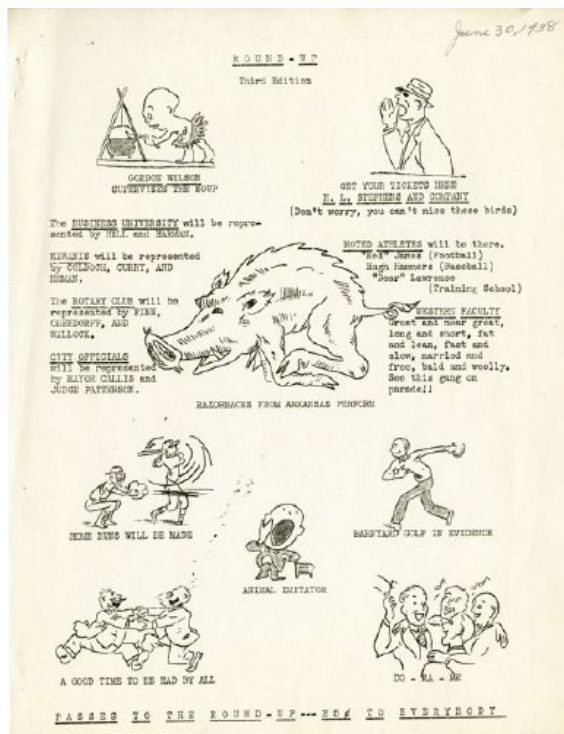 June 30, 1938
ROUND-UP
Third Edition
GORDON WILSON
SUPERVISES THE SOUP
GET YOUR TICKETS HERE
H. L. STEPHENS AND COMPANY
(Don't worry, you can't miss these birds)
The BUSINESS UNIVERSITY will be repre-
sented by HILL and HARMAN.
KIWANIS will be represented
by COLNOCH, CURRY, AND
HEMAN.
The ROTARY CLUB will be
represented by FINE,
ORENDORFF, AND
WALLOCK.
CITY OFFICIALS
will be represented
by MAYOR CALLIS and
JUDGE PATTERSON.
NOTED ATHLETES will be there.
"Red" James (Football)
Hugh Hammers (Baseball)
"Bear" Lawrence
(Training School)
WESTERN FACULTY
Great and near great,
long and short, fat
and lean, fast and
slow, married and
free, bald and woolly.
See this gang on
parade!!
RAZORBACKS FROM ARKANSAS PERFORM
HOME RUNS WILL BE MADE
ANIMAL IMITATOR
BARNYARD GOLF IN EVIDENCE
A GOOD TIME TO BE HAD BY ALL
DO - RA - ME
PASSES TO THE ROUND-UP---25¢ TO EVERYBODY